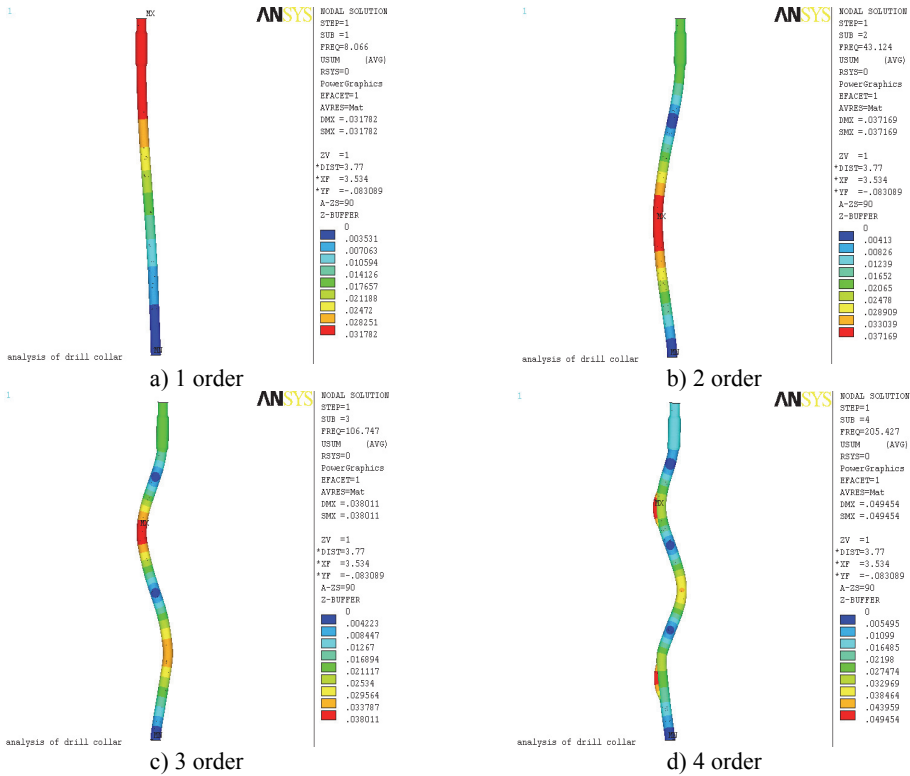 1
MX
ANSYS
NODAL SOLUTION
STEP=1
SUB =1
FREQ=8.066
USUM (AVG)
RSYS=0
PowerGraphics
EFACET=1
AVRES=Mat
DMX =.031782
SMX =.031782
ZV =1
*DIST=3.77
*XF =3.534
*YF =-.083089
A-ZS=90
Z-BUFFER
0
.003531
.007063
.010594
.014126
.017657
.021188
.02472
.028251
.031782
MN
analysis of drill collar
a) 1 order
1
ANSYS
NODAL SOLUTION
STEP=1
SUB =2
FREQ=43.124
USUM (AVG)
RSYS=0
PowerGraphics
EFACET=1
AVRES=Mat
DMX =.037169
SMX =.037169
ZV =1
*DIST=3.77
*XF =3.534
*YF =-.083089
A-ZS=90
Z-BUFFER
0
.00413
.00826
.01239
.01652
.02065
.02478
.028909
.033039
.037169
MX
MN
analysis of drill collar
b) 2 order
1
ANSYS
NODAL SOLUTION
STEP=1
SUB =3
FREQ=106.747
USUM (AVG)
RSYS=0
PowerGraphics
EFACET=1
AVRES=Mat
DMX =.038011
SMX =.038011
ZV =1
*DIST=3.77
*XF =3.534
*YF =-.083089
A-ZS=90
Z-BUFFER
0
.004223
.008447
.01267
.016894
.021117
.02534
.029564
.033787
.038011
MX
MN
analysis of drill collar
c) 3 order
1
ANSYS
NODAL SOLUTION
STEP=1
SUB =4
FREQ=205.427
USUM (AVG)
RSYS=0
PowerGraphics
EFACET=1
AVRES=Mat
DMX =.049454
SMX =.049454
ZV =1
*DIST=3.77
*XF =3.534
*YF =-.083089
A-ZS=90
Z-BUFFER
0
.005495
.01099
.016485
.02198
.027474
.032969
.038464
.043959
.049454
MX
MN
analysis of drill collar
d) 4 order